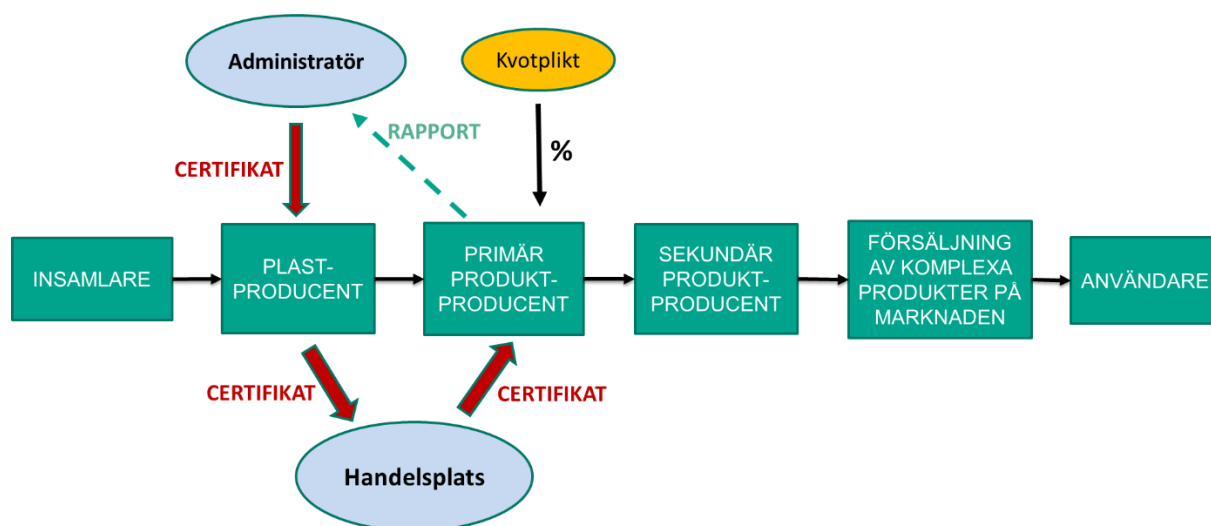 Administratör
Kvotplikt
RAPPORT
%
CERTIFIKAT
INSAMLARE
PLAST-
PRODUCENT
PRIMÄR
PRODUKT-
PRODUCENT
SEKUNDÄR
PRODUKT-
PRODUCENT
FÖRSÄLJNING
AV KOMPLEXA
PRODUKTER PÅ
MARKNADEN
ANVÄNDARE
CERTIFIKAT
CERTIFIKAT
Handelsplats